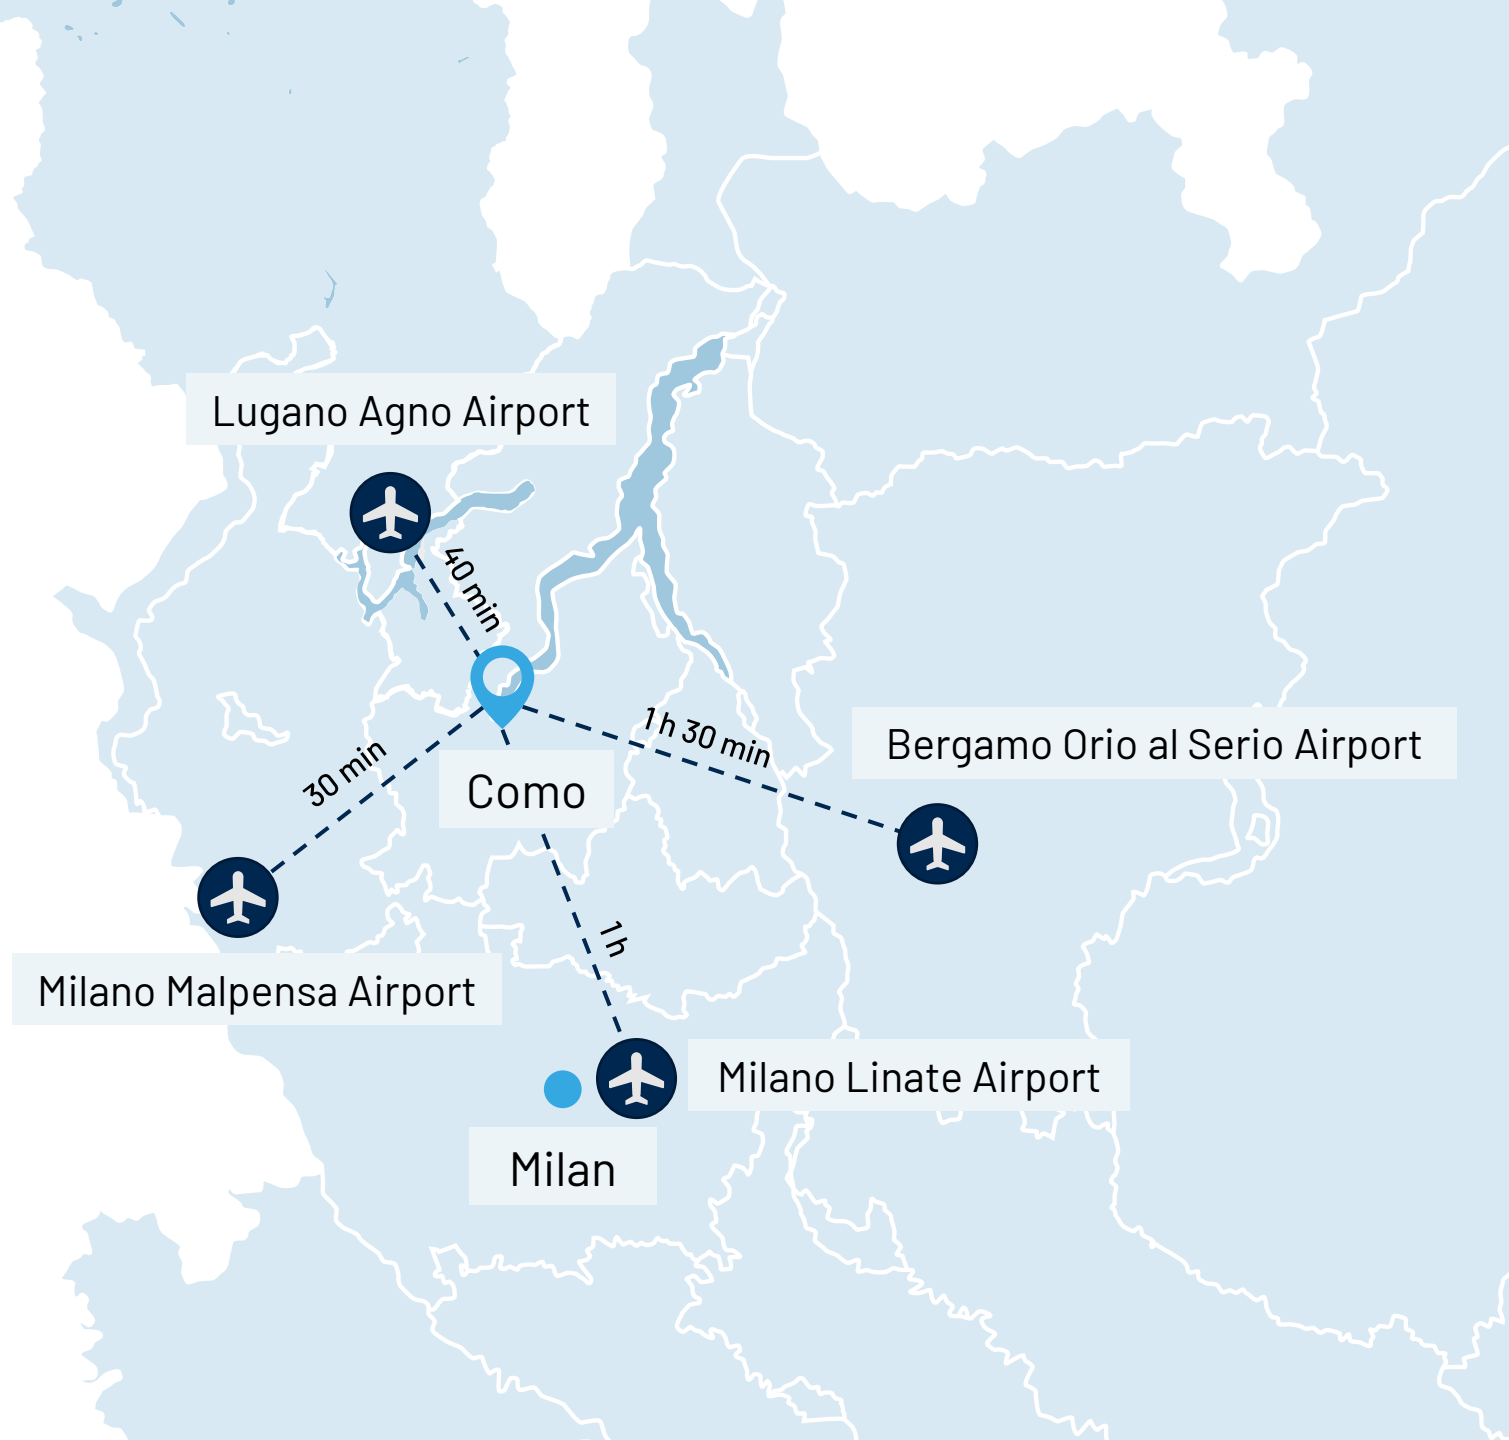 Lugano Agno Airport
40 min
1 h 30 min
Bergamo Orio al Serio Airport
30 min
Como
1 h
Milano Malpensa Airport
Milano Linate Airport
Milan